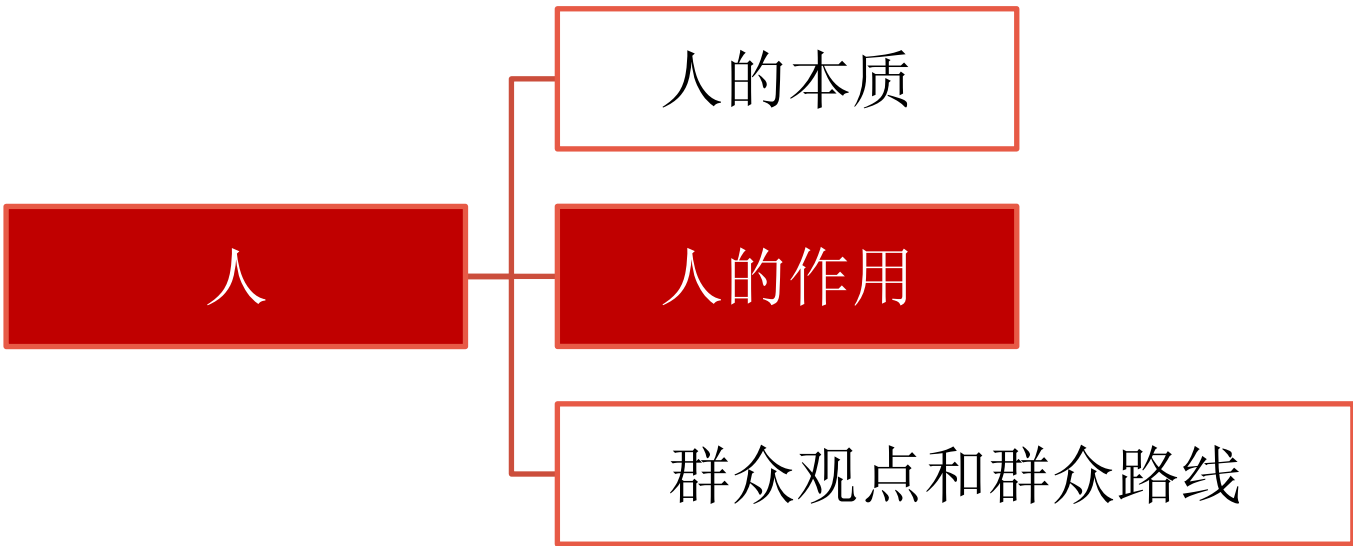 人的本质
人
人的作用
群众观点和群众路线